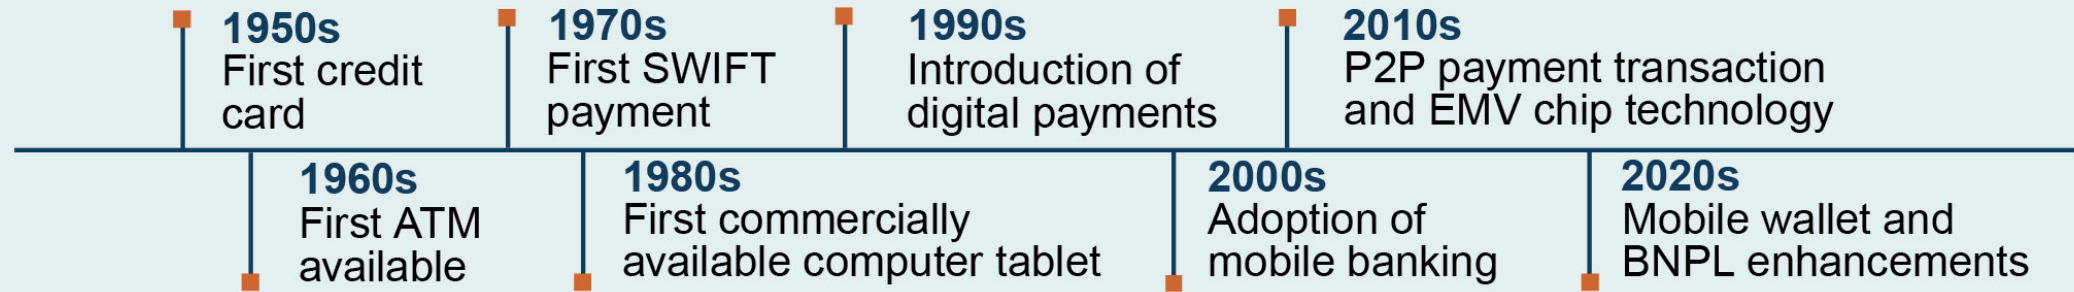 1950s
First credit
card
1960s
First ATM
available
1970s
First SWIFT
payment
1980s
First commercially
available computer tablet
1990s
Introduction of
digital payments
2000s
Adoption of
mobile banking
2010s
P2P payment transaction
and EMV chip technology
2020s
Mobile wallet and
BNPL enhancements